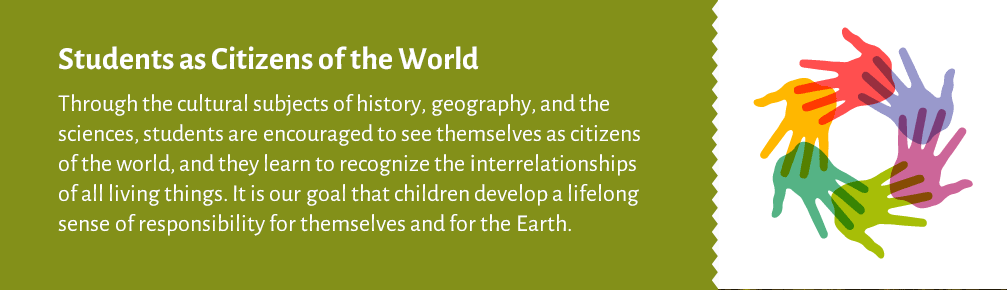 Students as Citizens of the World
Through the cultural subjects of history, geography, and the
sciences, students are encouraged to see themselves as citizens
of the world, and they learn to recognize the interrelationships
of all living things. It is our goal that children develop a lifelong
sense of responsibility for themselves and for the Earth.